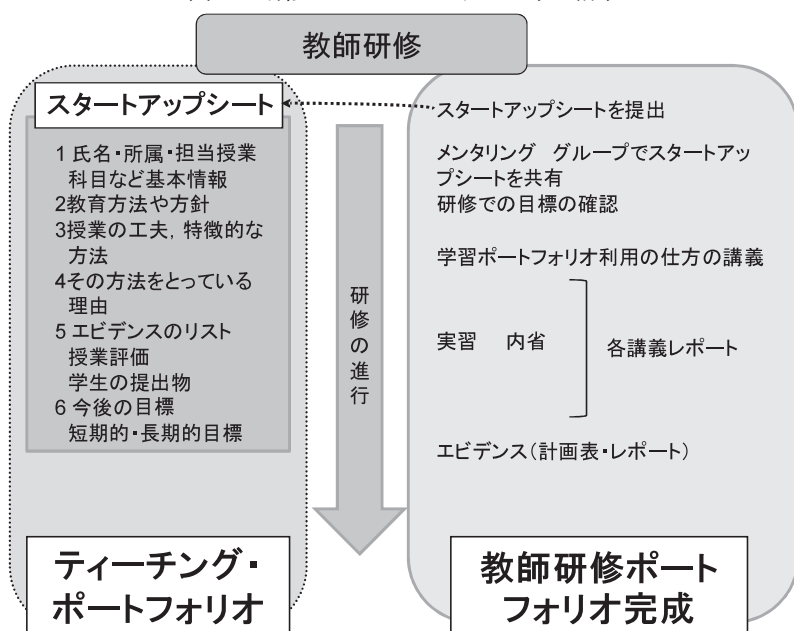 教師研修
スタートアップシート
1 氏名・所属・担当授業
科目など基本情報
2教育方法や方針
3授業の工夫, 特徴的な
方法
4その方法をとっている
理由
5 エビデンスのリスト
授業評価
学生の提出物
6 今後の目標
短期的・長期的目標
ティーチング・
ポートフォリオ
研修の進行
スタートアップシートを提出
メンタリング グループでスタートアッ
プシートを共有
研修での目標の確認
学習ポートフォリオ利用の仕方の講義
実習 内省
各講義レポート
エビデンス(計画表・レポート)
教師研修ポート
フォリオ完成